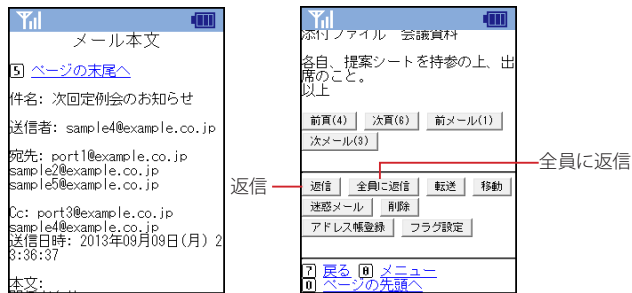 メール本文
5 ページの末尾へ
件名: 次回定例会のお知らせ
送信者: sample4@example.co.jp
宛先: port1@example.co.jp
sample2@example.co.jp
sample5@example.co.jp
Cc: port3@example.co.jp
sample4@example.co.jp
送信日時: 2013年09月09日(月) 2
3:36:37
本文:
返信
添付ファイル 会議資料
各自、提案シートを持参の上、出
席のこと。
以上
前頁(4) 次頁(6) 前メール(1)
次メール(3)
返信 全員に返信 転送 移動
迷惑メール 削除
アドレス帳登録 フラグ設定
7 戻る 8 メニュー
0 ページの先頭へ
全員に返信